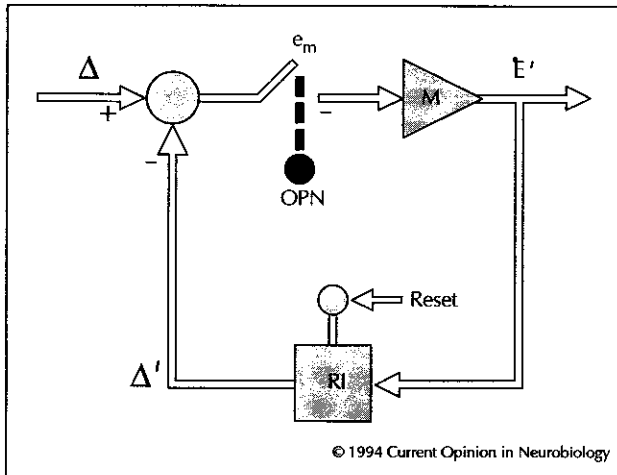 Δ
e_m
Ė'
+
-
-
M
OPN
Reset
Δ'
RI
© 1994 Current Opinion in Neurobiology